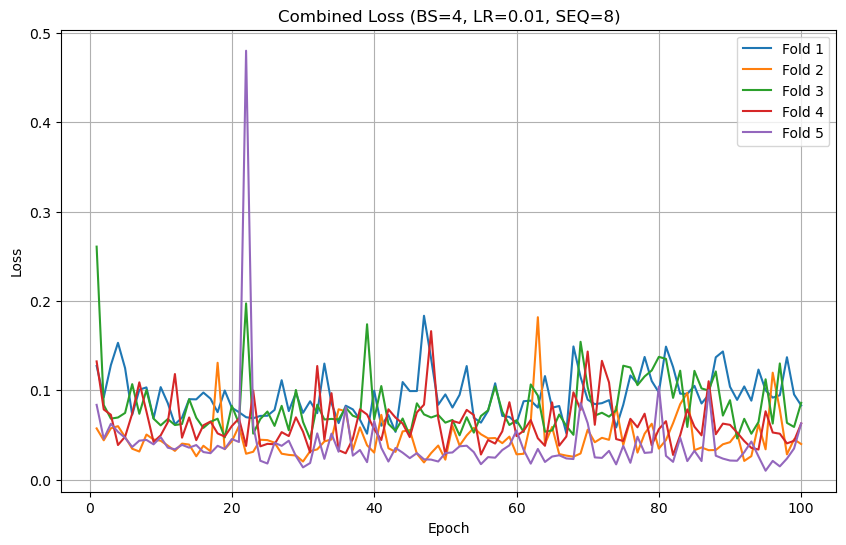 Combined Loss (BS=4, LR=0.01, SEQ=8)
Fold 1
Fold 2
Fold 3
Fold 4
Fold 5
Loss
0.5
0.4
0.3
0.2
0.1
0.0
0
20
40
60
80
100
Epoch